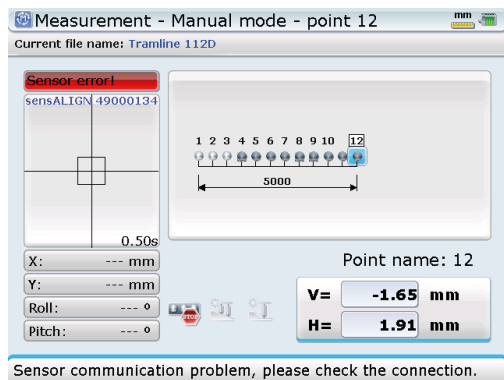 Measurement - Manual mode - point 12
mm
Current file name: Tramline 112D
Sensor error!
sensALIGN 49000134
0.50s
1 2 3 4 5 6 7 8 9 10 12
5000
X: --- mm
Y: --- mm
Roll: --- º
Pitch: --- º
STOP
Point name: 12
V= -1.65 mm
H= 1.91 mm
Sensor communication problem, please check the connection.